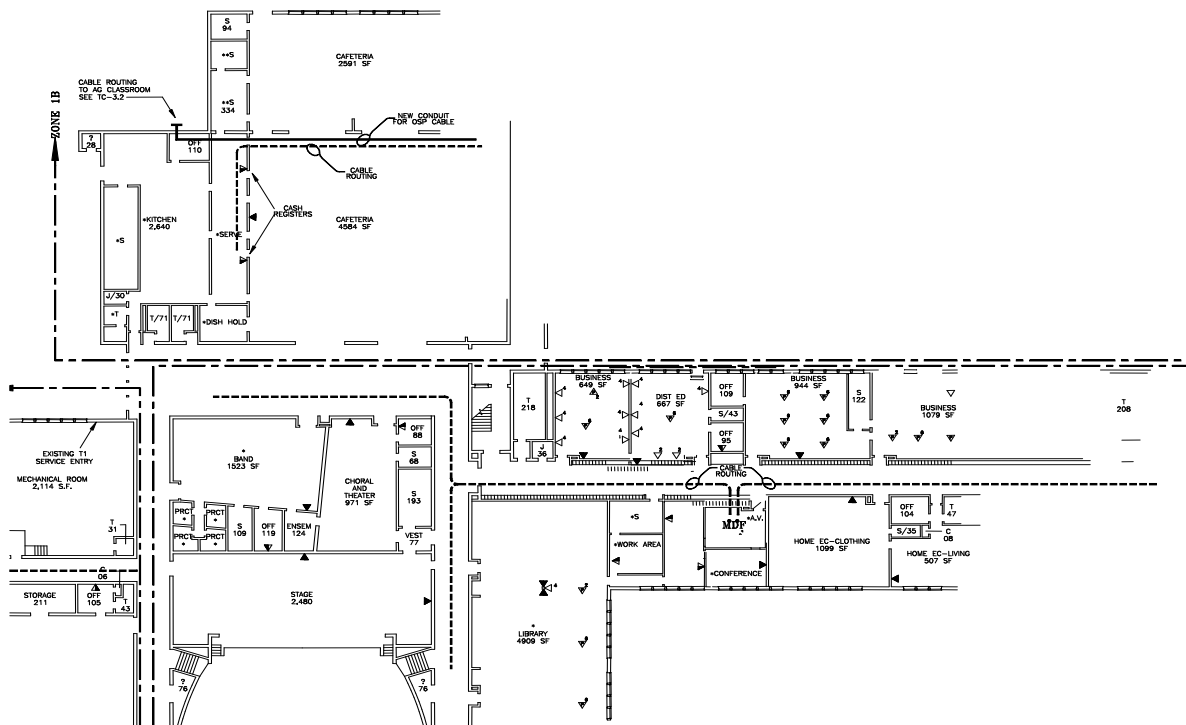 S
94
**S
CAFETERIA
2591 SF
CABLE ROUTING
TO AG CLASSROOM
SEE TC-3.2
**S
334
ZONE 1B
NEW CONDUIT
FOR OSP CABLE
?
28
OFF
110
CABLE
ROUTING
CASH
REGISTERS
*KITCHEN
2,640
CAFETERIA
4584 SF
*SERVE
*S
J/30
*T
T/71
T/71
*DISH HOLD
T
218
BUSINESS
649 SF
DIST ED
667 SF
OFF
109
BUSINESS
944 SF
S
122
BUSINESS
1079 SF
T
208
S/43
OFF
95
J
36
CABLE
ROUTING
EXISTING T1
SERVICE ENTRY
MECHANICAL ROOM
2,114 S.F.
T
31
*
BAND
1523 SF
CHORAL
AND
THEATER
971 SF
OFF
88
S
68
S
193
PRCT
*
PRCT
*
PRCT
*
PRCT
*
S
109
OFF
119
ENSEM
124
VEST
77
*S
*WORK AREA
MDF
*A.V.
*CONFERENCE
HOME EC-CLOTHING
1099 SF
OFF
104
T
47
S/35
C
08
HOME EC-LIVING
507 SF
C
06
STORAGE
211
OFF
105
T
43
STAGE
2,480
*
LIBRARY
4909 SF
?
76
?
76